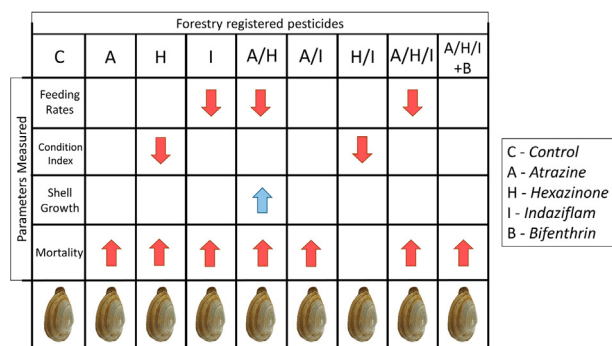 Forestry registered pesticides
C A H I A/H A/I H/I A/H/I A/H/I
+B
Parameters Measured
Feeding
Rates
Condition
Index
Shell
Growth
Mortality
C - Control
A - Atrazine
H - Hexazinone
I - Indaziflam
B - Bifenthrin